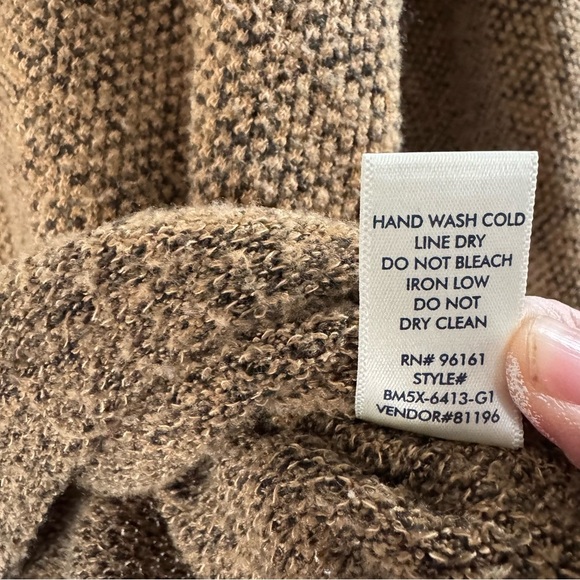 HAND WASH COLD
LINE DRY
DO NOT BLEACH
IRON LOW
DO NOT
DRY CLEAN
RN# 96161
STYLE#
BM5X-6413-G1
VENDOR#81196